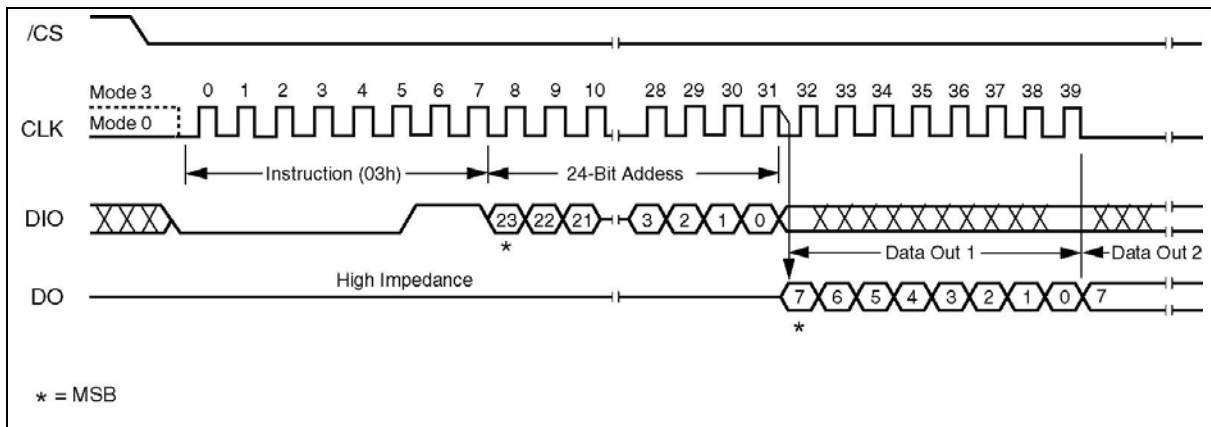 /CS
Mode 3
0 1 2 3 4 5 6 7 8 9 10 28 29 30 31 32 33 34 35 36 37 38 39
CLK
Mode 0
Instruction (03h)
24-Bit Addess
DIO
23 22 21 3 2 1 0
*
Data Out 1
Data Out 2
High Impedance
DO
7 6 5 4 3 2 1 0 7
*
* = MSB